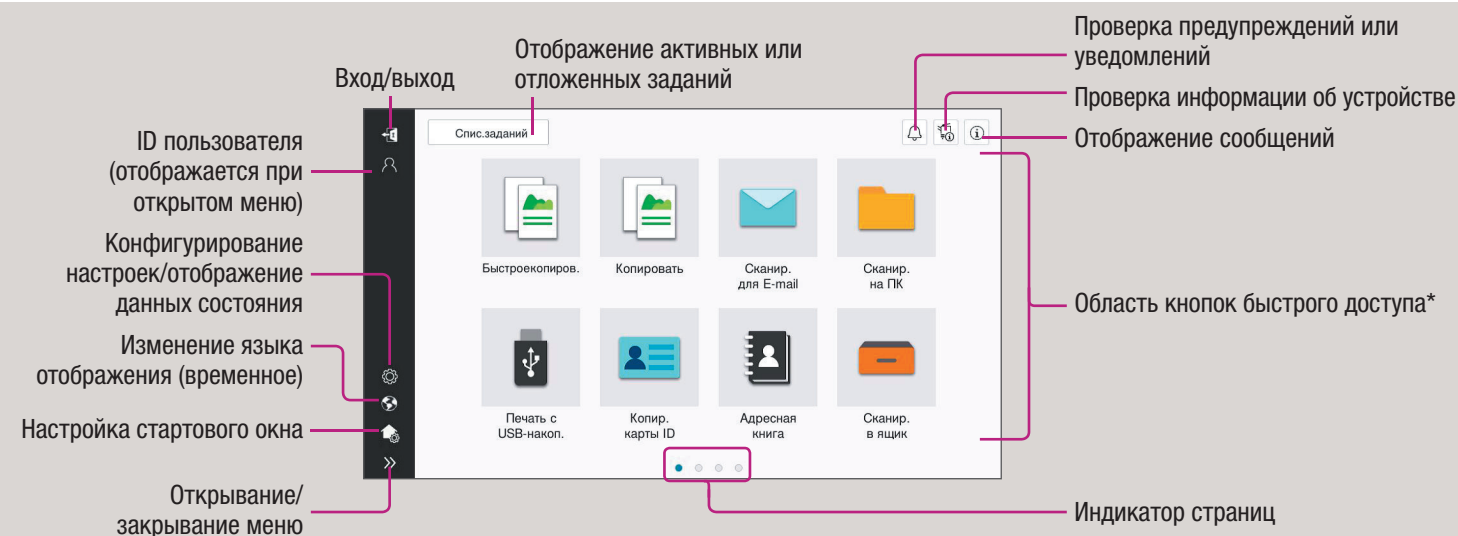 Проверка предупреждений или
уведомлений
Отображение активных или
отложенных заданий
Вход/выход
Проверка информации об устройстве
ID пользователя
(отображается при
открытом меню)
Спис.заданий
Отображение сообщений
Конфигурирование
настроек/отображение
данных состояния
Быстроекопиров.
Копировать
Сканир.
для E-mail
Сканир.
на ПК
Область кнопок быстрого доступа*
Изменение языка
отображения (временное)
Настройка стартового окна
Печать с
USB-накоп.
Копир.
карты ID
Адресная
книга
Сканир.
в ящик
Открывание/
закрывание меню
Индикатор страниц